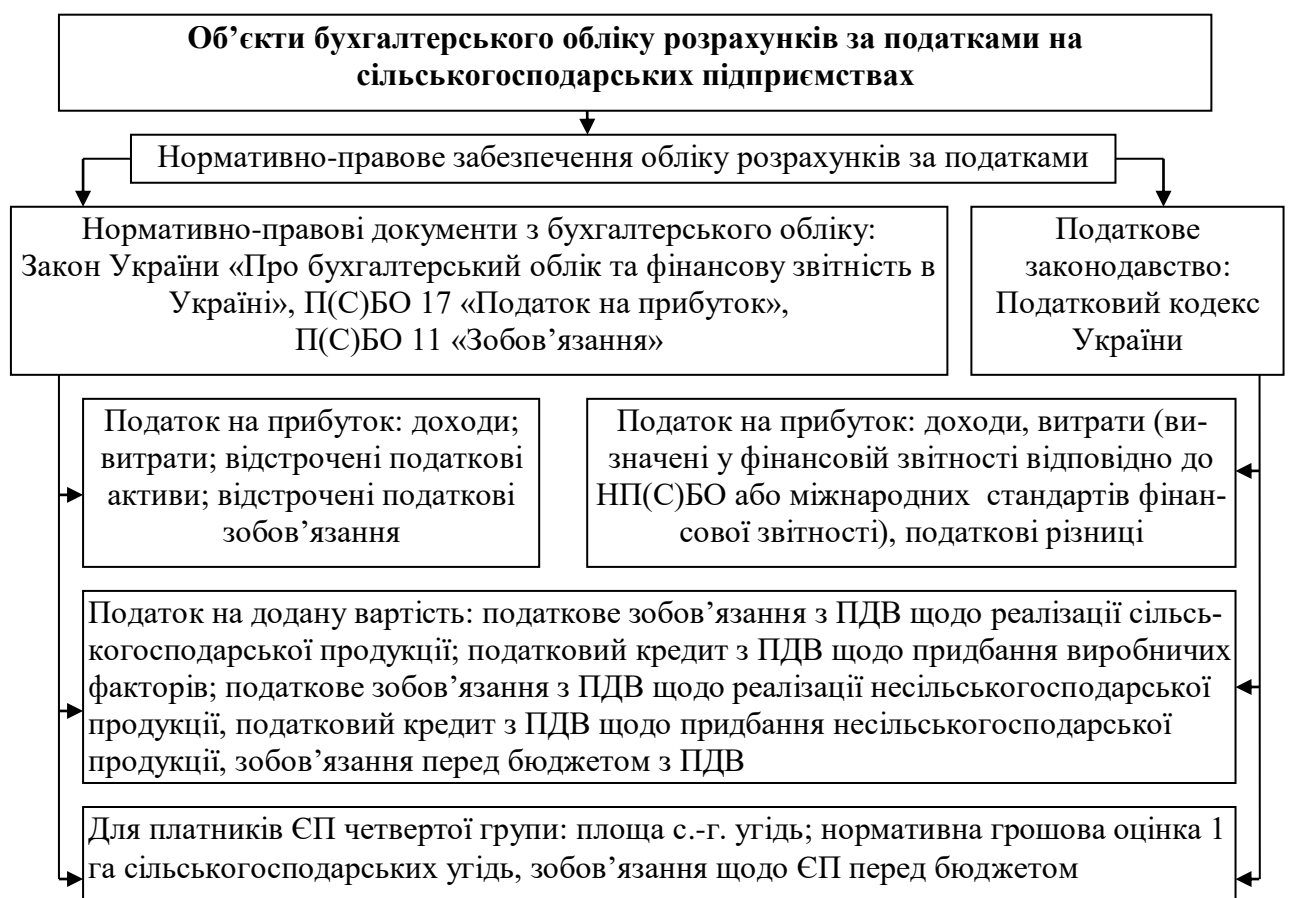 Об’єкти бухгалтерського обліку розрахунків за податками на
сільськогосподарських підприємствах
Нормативно-правове забезпечення обліку розрахунків за податками
Нормативно-правові документи з бухгалтерського обліку:
Закон України «Про бухгалтерський облік та фінансову звітність в
Україні», П(С)БО 17 «Податок на прибуток»,
П(С)БО 11 «Зобов’язання»
Податкове
законодавство:
Податковий кодекс
України
Податок на прибуток: доходи;
витрати; відстрочені податкові
активи; відстрочені податкові
зобов’язання
Податок на прибуток: доходи, витрати (ви-
значені у фінансовій звітності відповідно до
НП(С)БО або міжнародних стандартів фінан-
сової звітності), податкові різниці
Податок на додану вартість: податкове зобов’язання з ПДВ щодо реалізації сіль-
когосподарської продукції; податковий кредит з ПДВ щодо придбання виробничих
факторів; податкове зобов’язання з ПДВ щодо реалізації несільськогосподарської
продукції, податковий кредит з ПДВ щодо придбання несільськогосподарської
продукції, зобов’язання перед бюджетом з ПДВ
Для платників ЄП четвертої групи: площа с.-г. угідь; нормативна грошова оцінка 1
га сільськогосподарських угідь, зобов’язання щодо ЄП перед бюджетом